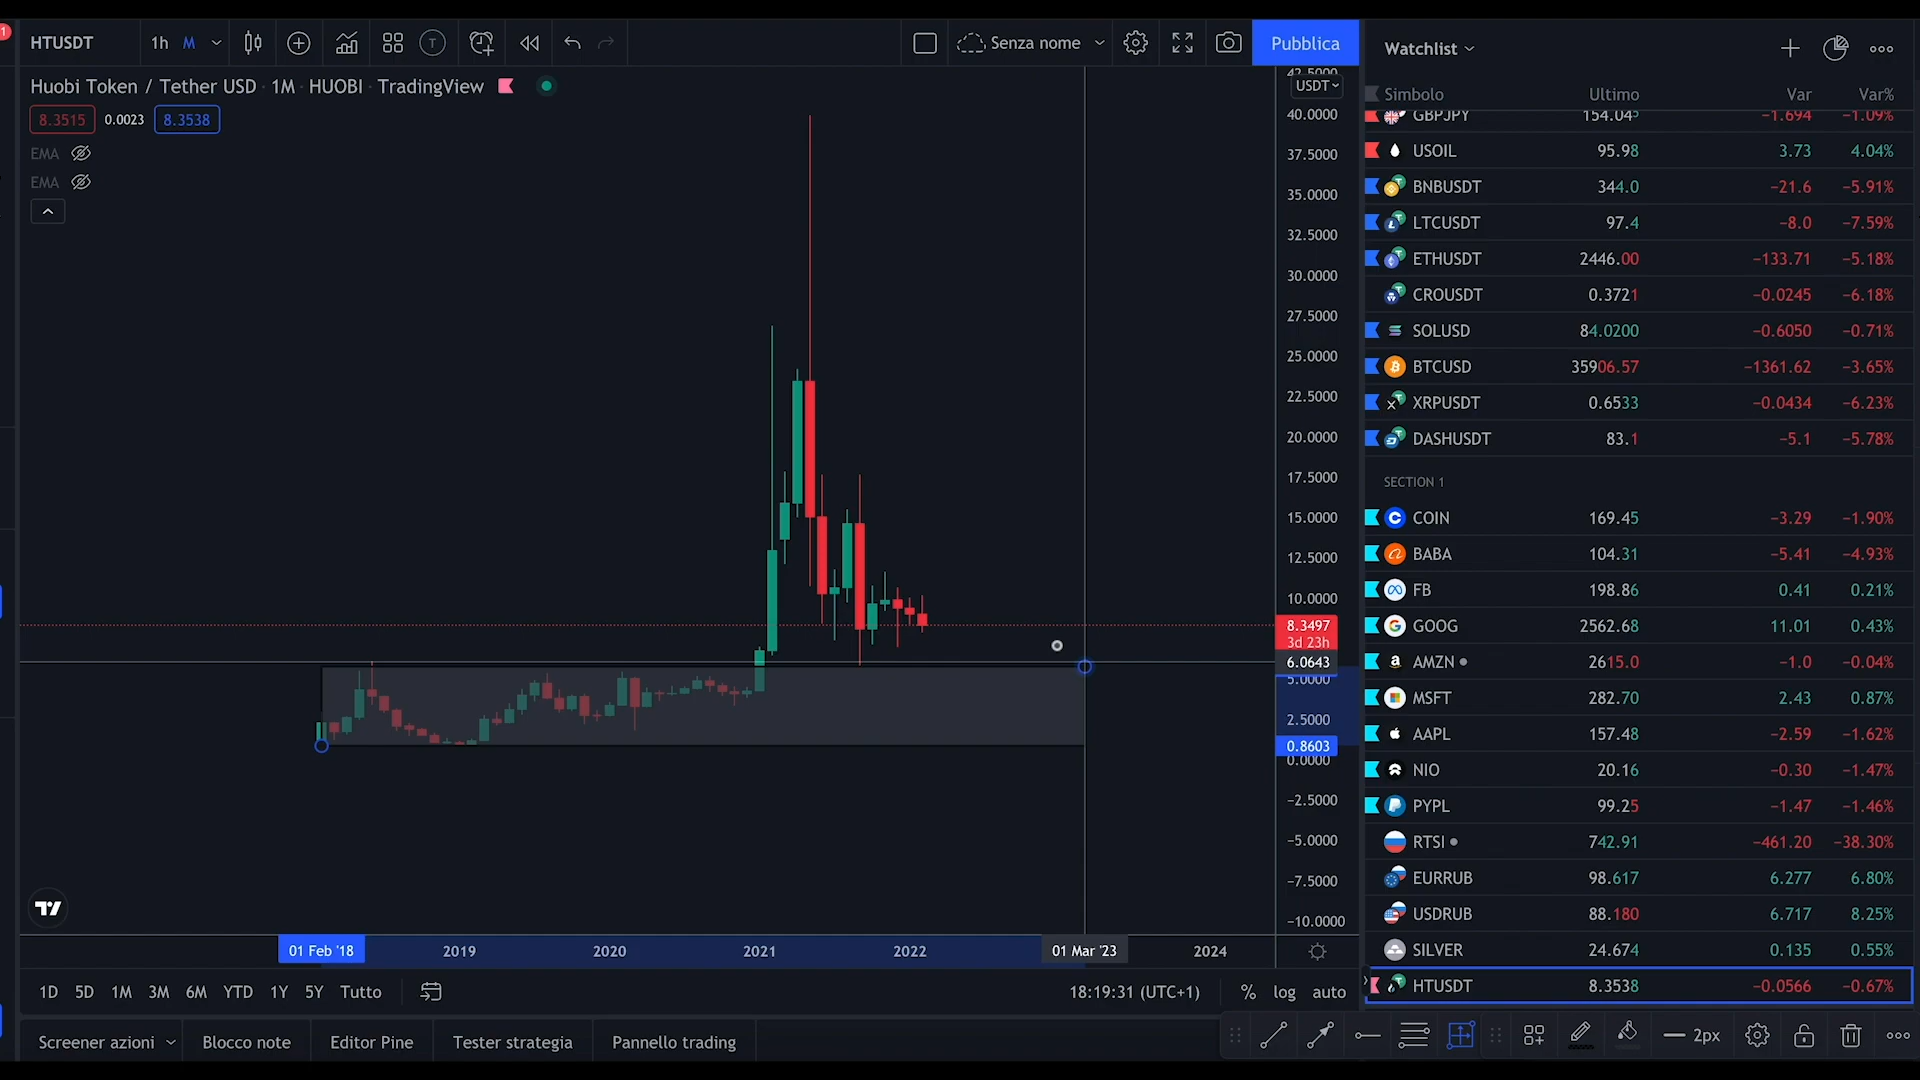 1
HTUSDT 1h M Senza nome Pubblica
Huobi Token / Tether USD · 1M · HUOBI · TradingView
8.3515 0.0023 8.3538
EMA
EMA
42.5000
USDT
40.0000
37.5000
35.0000
32.5000
30.0000
27.5000
25.0000
22.5000
20.0000
17.5000
15.0000
12.5000
10.0000
8.3497
3d 23h
6.0643
5.0000
2.5000
0.8603
0.0000
−2.5000
−5.0000
−7.5000
−10.0000
01 Feb '18 2019 2020 2021 2022 01 Mar '23 2024
1D 5D 1M 3M 6M YTD 1Y 5Y Tutto 18:19:31 (UTC+1) % log auto
Screener azioni Blocco note Editor Pine Tester strategia Pannello trading
2px
Watchlist
Simbolo Ultimo Var Var%
GBPJPY 154.045 −1.694 −1.09%
USOIL 95.98 3.73 4.04%
BNBUSDT 344.0 −21.6 −5.91%
LTCUSDT 97.4 −8.0 −7.59%
ETHUSDT 2446.00 −133.71 −5.18%
CROUSDT 0.3721 −0.0245 −6.18%
SOLUSD 84.0200 −0.6050 −0.71%
BTCUSD 35906.57 −1361.62 −3.65%
XRPUSDT 0.6533 −0.0434 −6.23%
DASHUSDT 83.1 −5.1 −5.78%
SECTION 1
COIN 169.45 −3.29 −1.90%
BABA 104.31 −5.41 −4.93%
FB 198.86 0.41 0.21%
GOOG 2562.68 11.01 0.43%
AMZN 2615.0 −1.0 −0.04%
MSFT 282.70 2.43 0.87%
AAPL 157.48 −2.59 −1.62%
NIO 20.16 −0.30 −1.47%
PYPL 99.25 −1.47 −1.46%
RTSI 742.91 −461.20 −38.30%
EURRUB 98.617 6.277 6.80%
USDRUB 88.180 6.717 8.25%
SILVER 24.674 0.135 0.55%
HTUSDT 8.3538 −0.0566 −0.67%